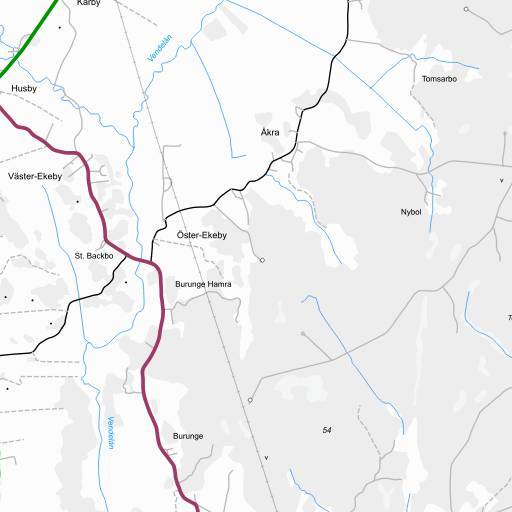 Karby
Vendelån
Tomsarbo
Husby
Åkra
Väster-Ekeby
v
Nybol
Öster-Ekeby
St. Backbo
Burunge Hamra
Vendelån
Burunge
54
v